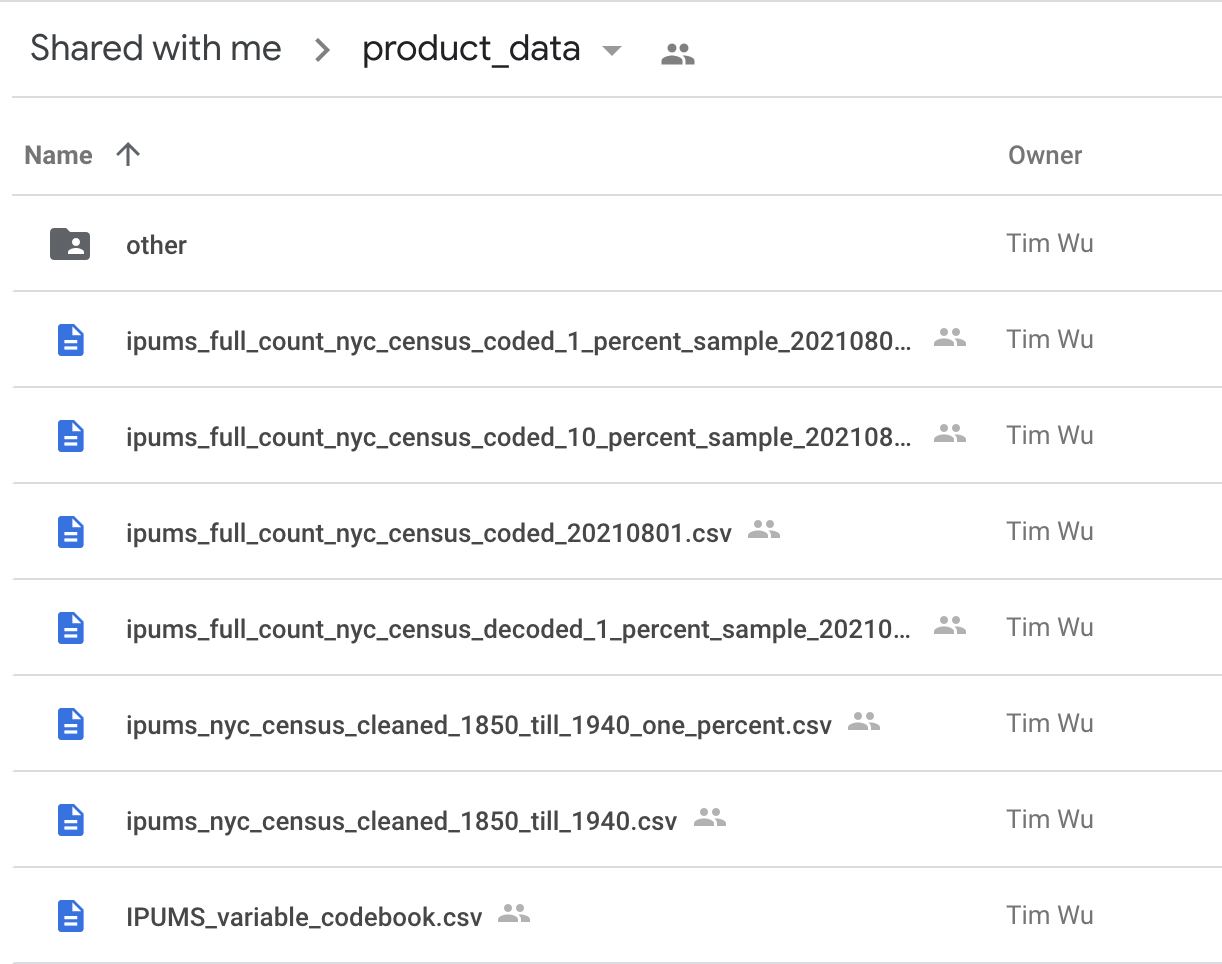 Shared with me > product_data
Name Owner
other Tim Wu
ipums_full_count_nyc_census_coded_1_percent_sample_2021080... Tim Wu
ipums_full_count_nyc_census_coded_10_percent_sample_202108... Tim Wu
ipums_full_count_nyc_census_coded_20210801.csv Tim Wu
ipums_full_count_nyc_census_decoded_1_percent_sample_20210... Tim Wu
ipums_nyc_census_cleaned_1850_till_1940_one_percent.csv Tim Wu
ipums_nyc_census_cleaned_1850_till_1940.csv Tim Wu
IPUMS_variable_codebook.csv Tim Wu